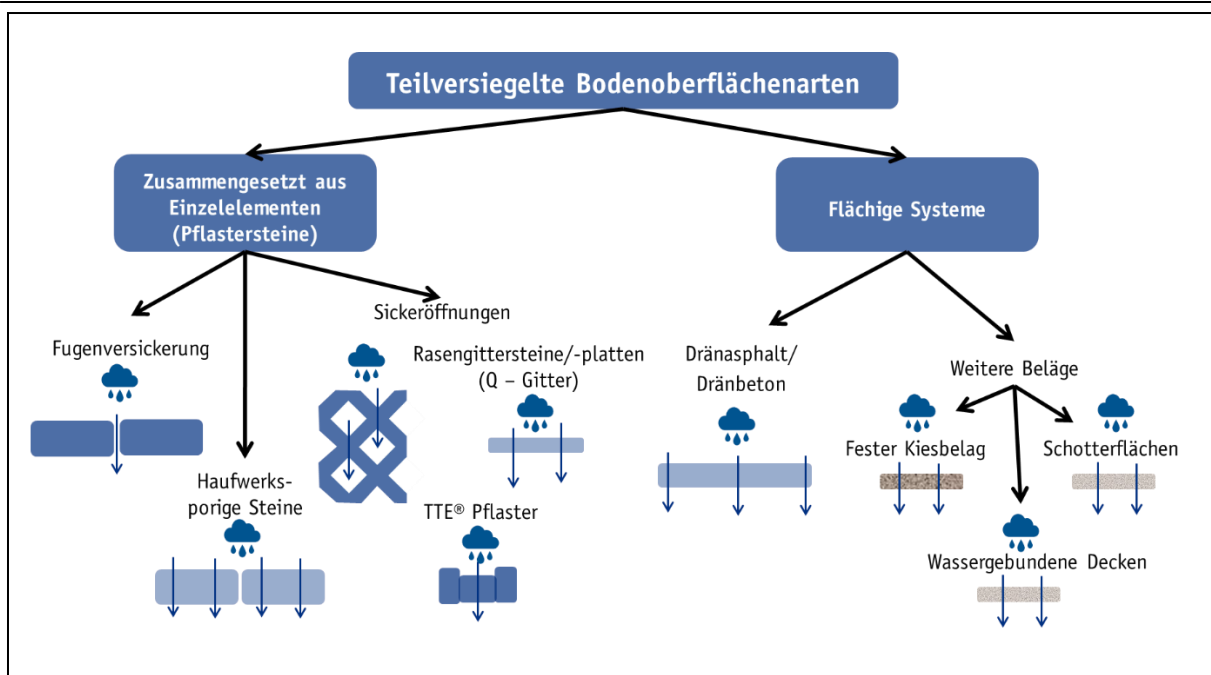 Teilversiegelte Bodenoberflächenarten
Zusammengesetzt aus
Einzelelementen
(Pflastersteine)
Flächige Systeme
Sickeröffnungen
Fugenversickerung
Rasengittersteine/-platten
(Q – Gitter)
Dränasphalt/
Dränbeton
Weitere Beläge
Fester Kiesbelag
Schotterflächen
Haufwerks-
porige Steine
TTE® Pflaster
Wassergebundene Decken